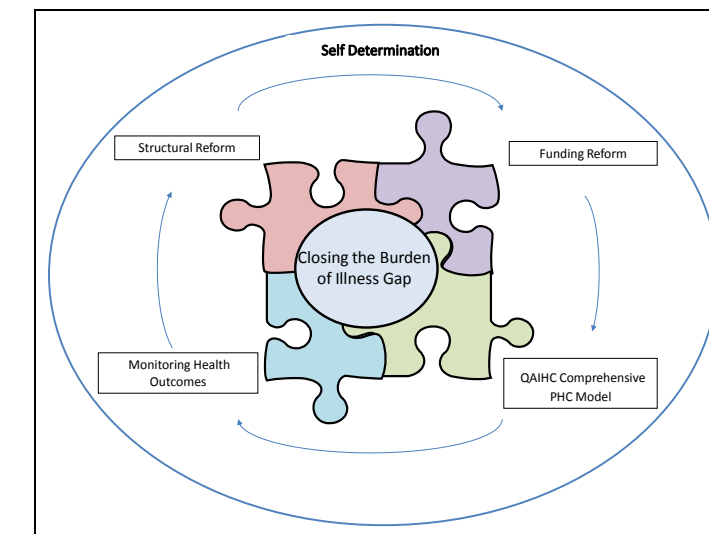 Self Determination
Structural Reform
Funding Reform
Closing the Burden
of Illness Gap
Monitoring Health
Outcomes
QAIHC Comprehensive
PHC Model